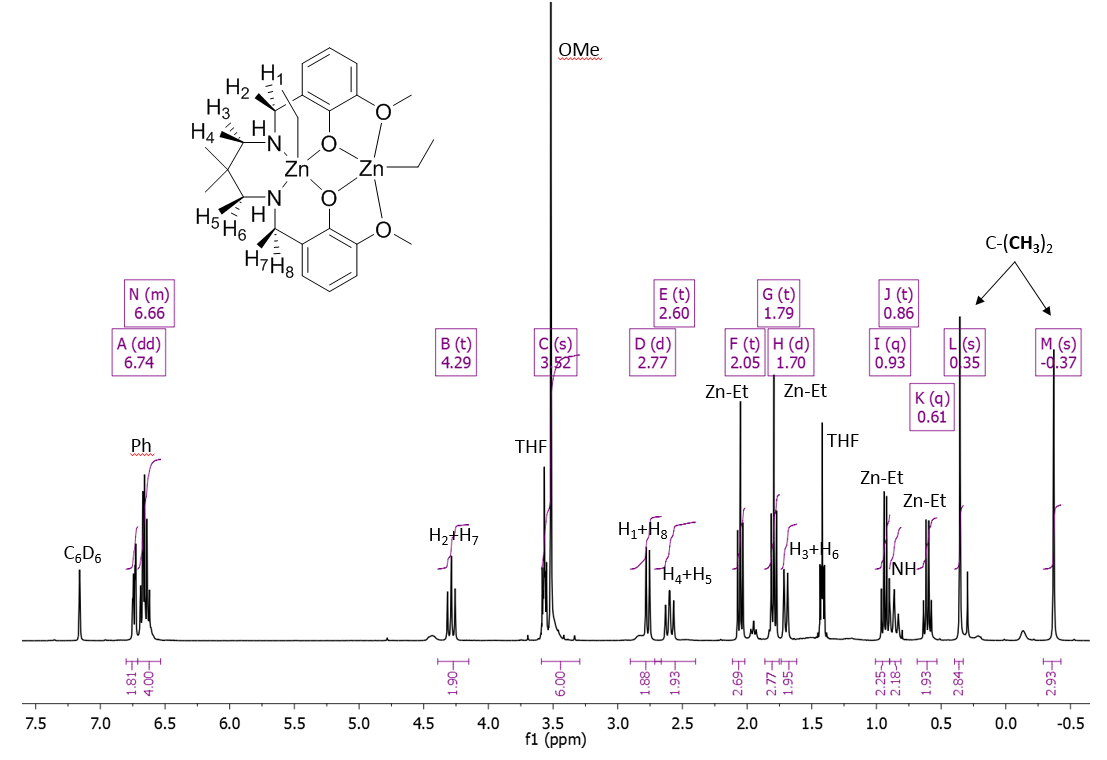 OMe
H1
H2
H3
H4
H
N
O
O
Zn
O
Zn
N
H
O
O
H5
H6
H7
H8
C-(CH3)2
N (m)
6.66
E (t)
2.60
G (t)
1.79
J (t)
0.86
A (dd)
6.74
B (t)
4.29
C (s)
3.52
D (d)
2.77
F (t)
2.05
H (d)
1.70
I (q)
0.93
L (s)
0.35
M (s)
-0.37
K (q)
0.61
Zn-Et
Zn-Et
Ph
THF
THF
Zn-Et
Zn-Et
C6D6
H2+H7
H1+H8
H4+H5
H3+H6
NH
1.81
4.00
1.90
6.00
1.88
1.93
2.69
2.77
1.95
2.25
2.18
1.93
2.84
2.93
7.5 7.0 6.5 6.0 5.5 5.0 4.5 4.0 3.5 3.0 2.5 2.0 1.5 1.0 0.5 0.0 -0.5
f1 (ppm)